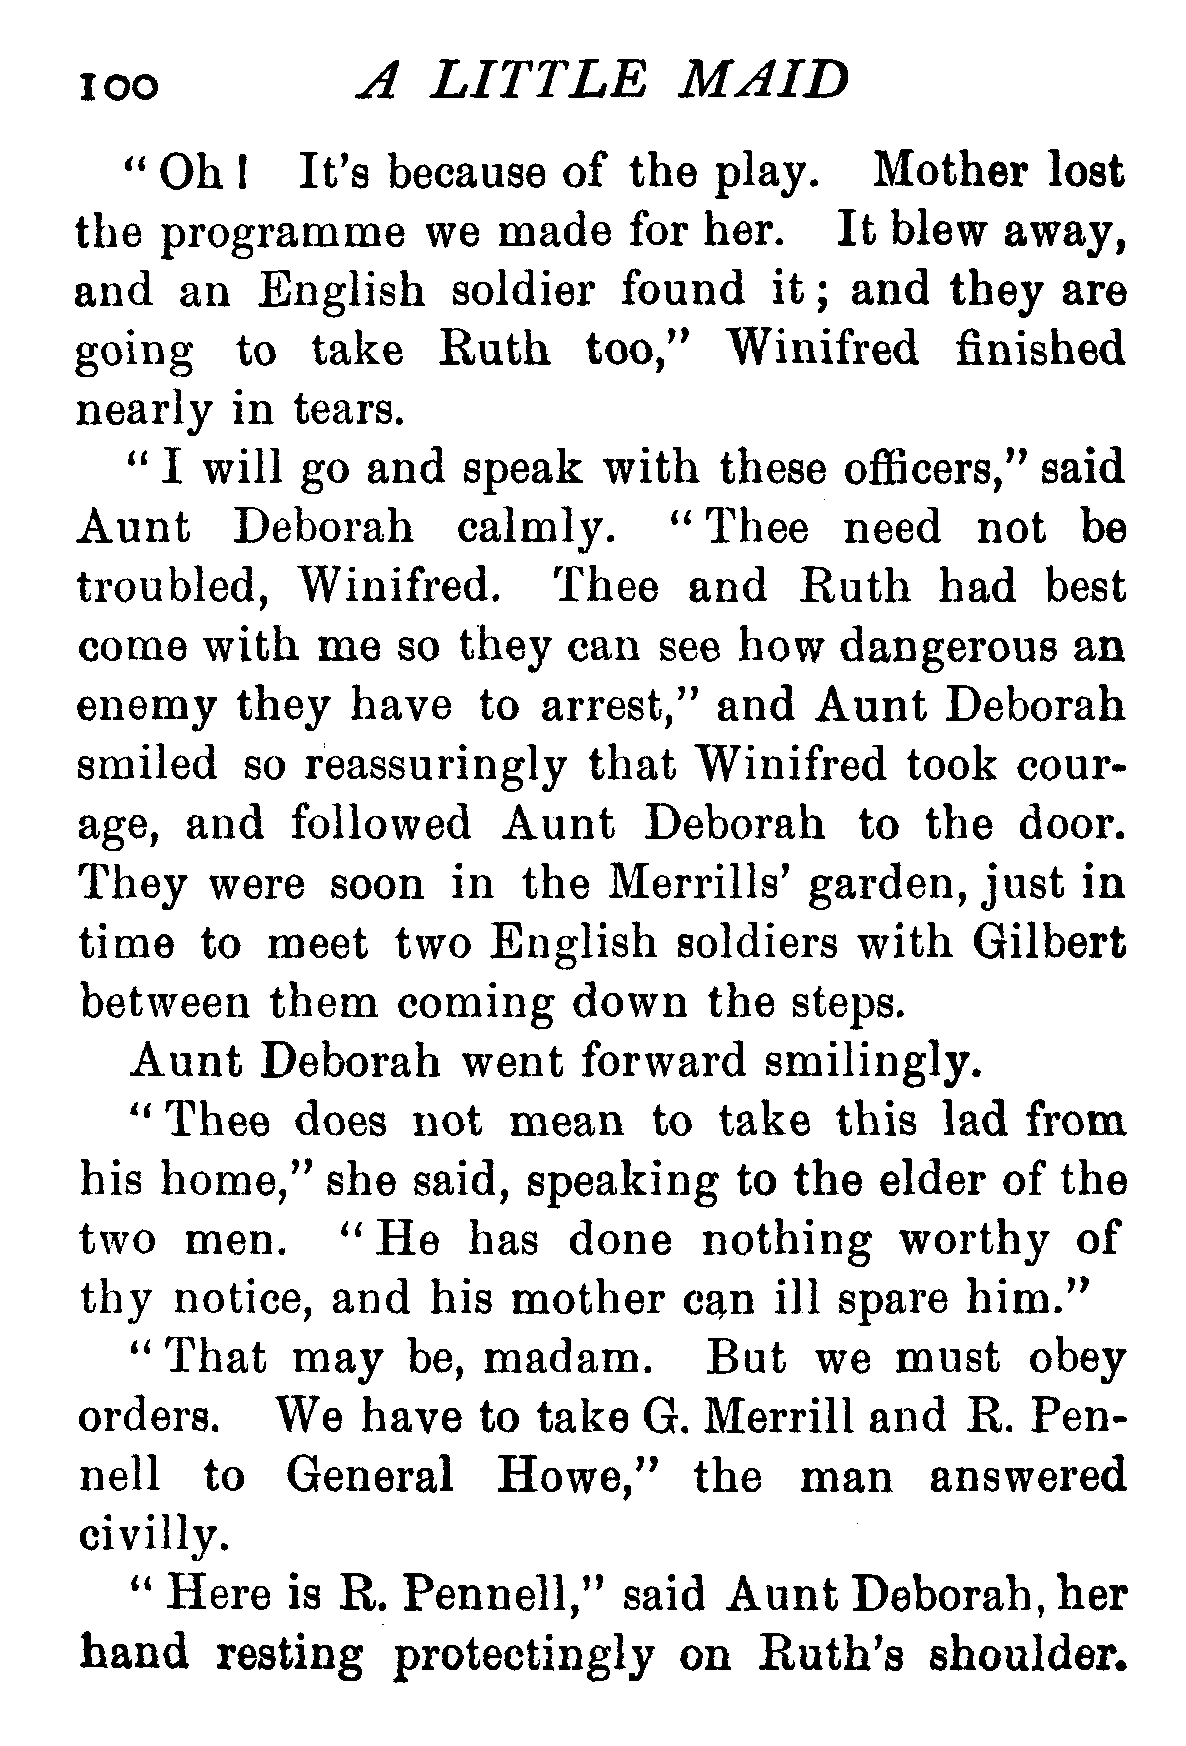 100 A LITTLE MAID
“ Oh ! It’s because of the play. Mother lost
the programme we made for her. It blew away,
and an English soldier found it ; and they are
going to take Ruth too,” Winifred finished
nearly in tears.
“ I will go and speak with these officers,” said
Aunt Deborah calmly. “ Thee need not be
troubled, Winifred. Thee and Ruth had best
come with me so they can see how dangerous an
enemy they have to arrest,” and Aunt Deborah
smiled so reassuringly that Winifred took cour-
age, and followed Aunt Deborah to the door.
They were soon in the Merrills’ garden, just in
time to meet two English soldiers with Gilbert
between them coming down the steps.
Aunt Deborah went forward smilingly.
“ Thee does not mean to take this lad from
his home,” she said, speaking to the elder of the
two men. “ He has done nothing worthy of
thy notice, and his mother can ill spare him.”
“ That may be, madam. But we must obey
orders. We have to take G. Merrill and R. Pen-
nell to General Howe,” the man answered
civilly.
“ Here is R. Pennell,” said Aunt Deborah, her
hand resting protectingly on Ruth’s shoulder.